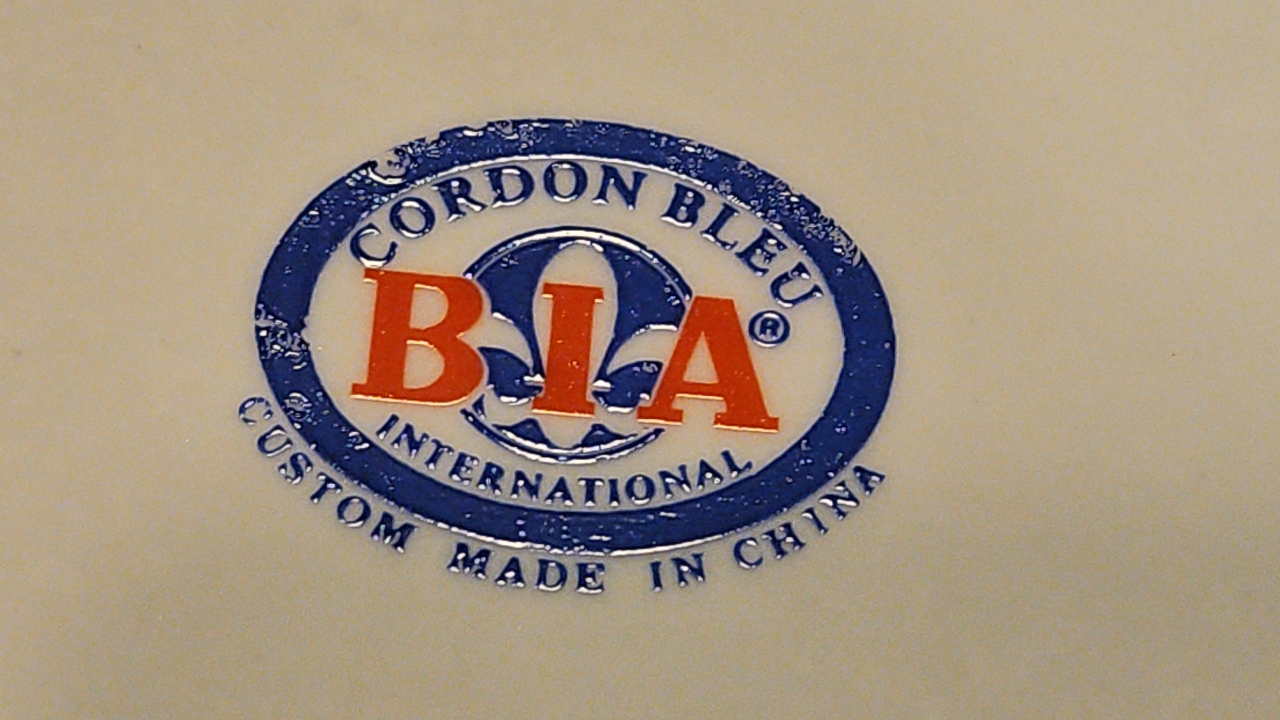 CORDON BLEU
BIA ®
INTERNATIONAL
CUSTOM MADE IN CHINA